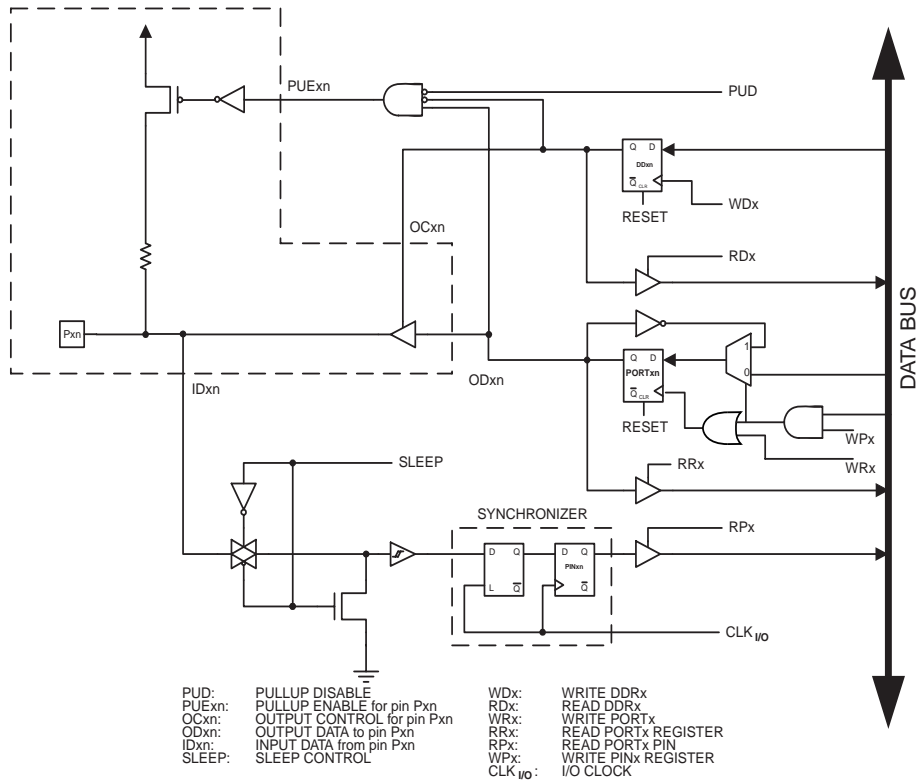 PUExn
PUD
Q D
DDxn
Q CLR
WDx
RESET
OCxn
RDx
Pxn
1
Q D
PORTxn
0
ODxn
IDxn
Q CLR
RESET
WPx
WRx
RRx
SLEEP
SYNCHRONIZER
RPx
D Q
L Q
D Q
PINxn
Q
CLK I/O
DATA BUS
PUD: PULLUP DISABLE
PUExn: PULLUP ENABLE for pin Pxn
OCxn: OUTPUT CONTROL for pin Pxn
ODxn: OUTPUT DATA to pin Pxn
IDxn: INPUT DATA from pin Pxn
SLEEP: SLEEP CONTROL
WDx: WRITE DDRx
RDx: READ DDRx
WRx: WRITE PORTx
RRx: READ PORTx REGISTER
RPx: READ PORTx PIN
WPx: WRITE PINx REGISTER
CLK I/O : I/O CLOCK